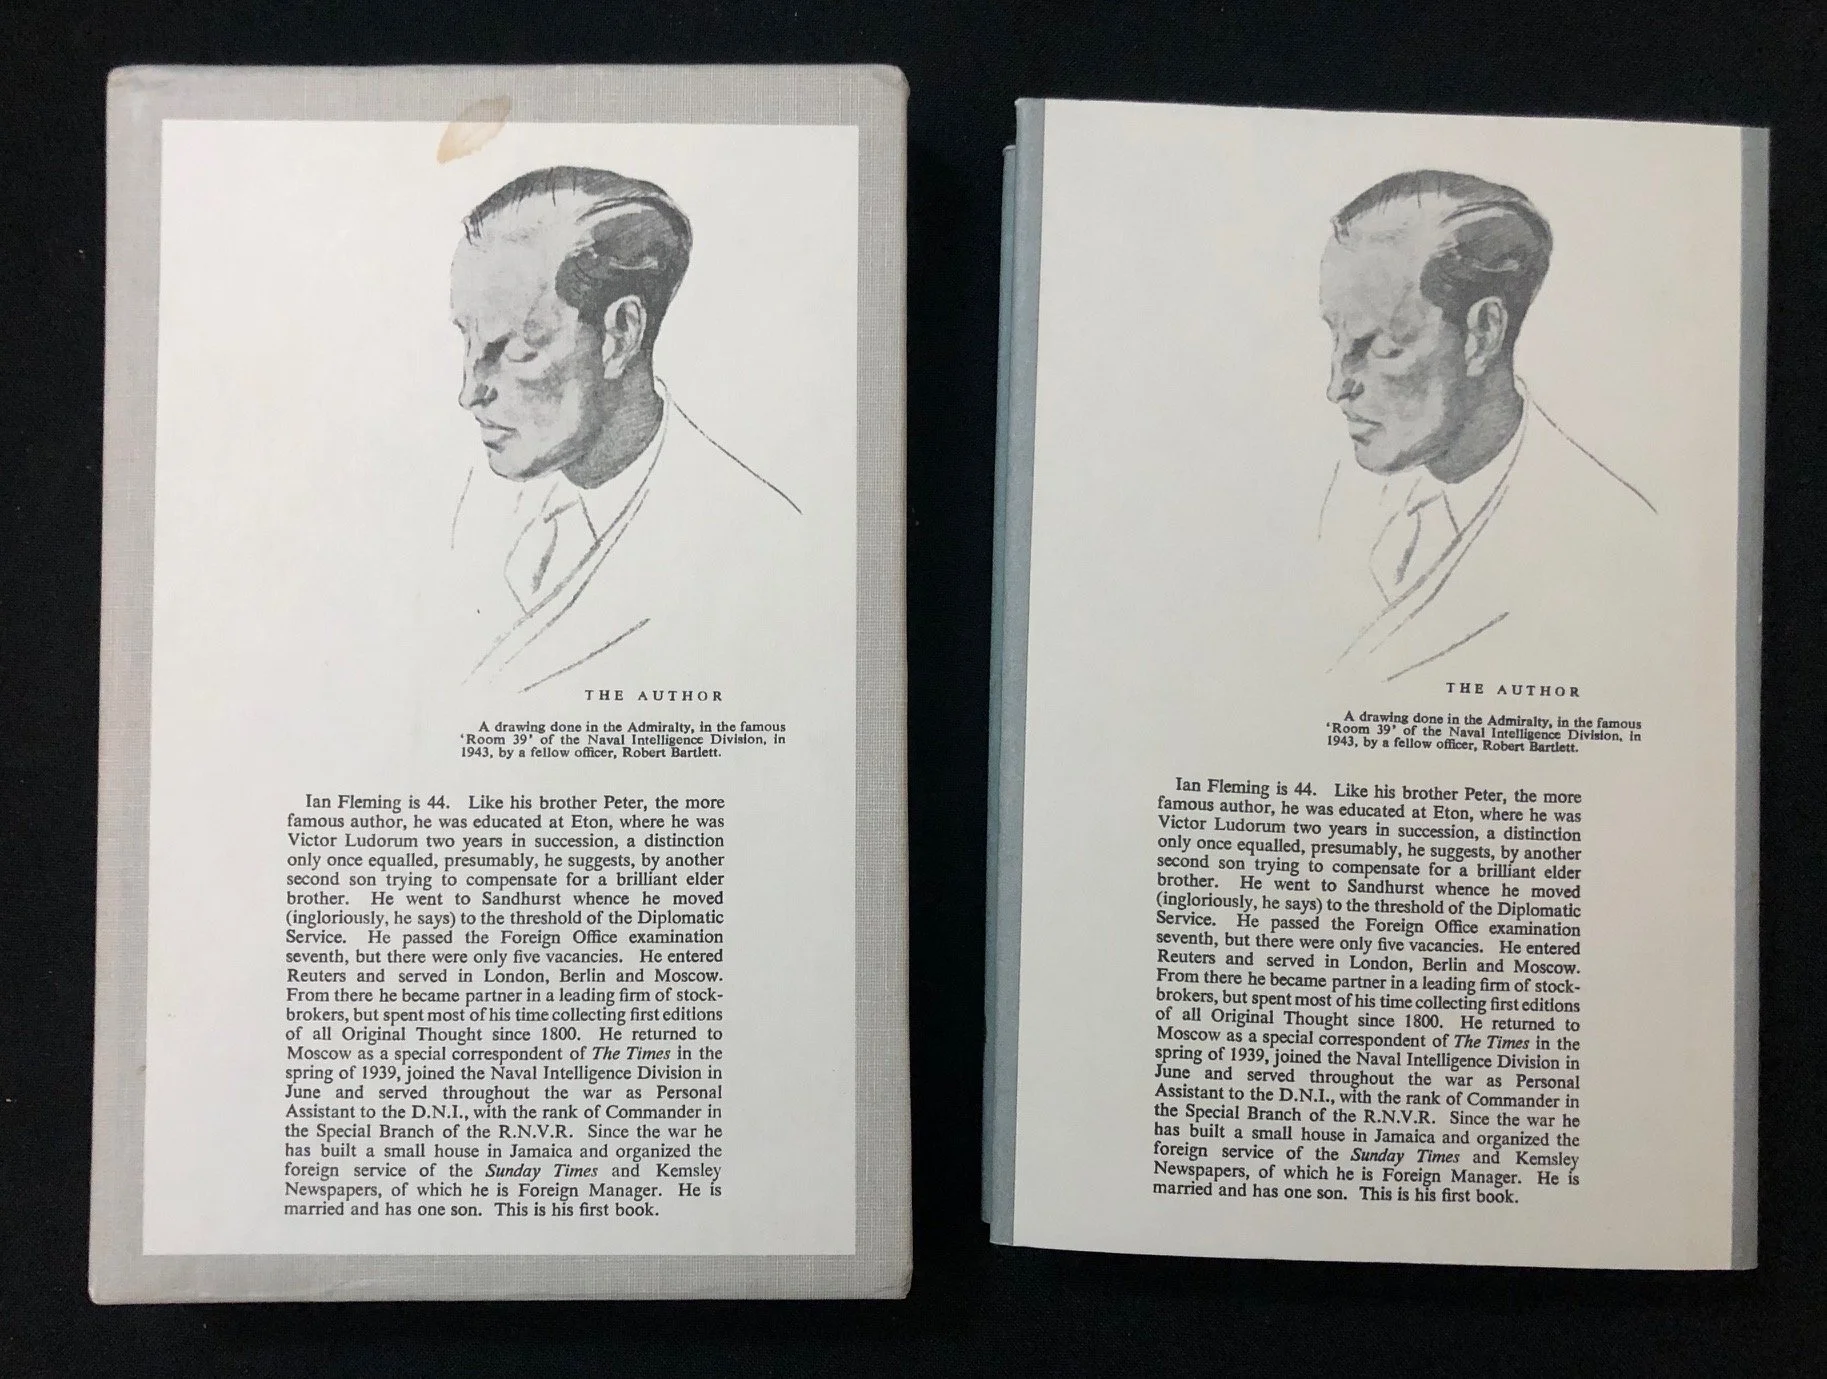 THE AUTHOR
A drawing done in the Admiralty, in the famous
‘Room 39’ of the Naval Intelligence Division, in
1943, by a fellow officer, Robert Bartlett.
Ian Fleming is 44. Like his brother Peter, the more
famous author, he was educated at Eton, where he was
Victor Ludorum two years in succession, a distinction
only once equalled, presumably, he suggests, by another
second son trying to compensate for a brilliant elder
brother. He went to Sandhurst whence he moved
(ingloriously, he says) to the threshold of the Diplomatic
Service. He passed the Foreign Office examination
seventh, but there were only five vacancies. He entered
Reuters and served in London, Berlin and Moscow.
From there he became partner in a leading firm of stock-
brokers, but spent most of his time collecting first editions
of all Original Thought since 1800. He returned to
Moscow as a special correspondent of The Times in the
spring of 1939, joined the Naval Intelligence Division in
June and served throughout the war as Personal
Assistant to the D.N.I., with the rank of Commander in
the Special Branch of the R.N.V.R. Since the war he
has built a small house in Jamaica and organized the
foreign service of the Sunday Times and Kemsley
Newspapers, of which he is Foreign Manager. He is
married and has one son. This is his first book.
THE AUTHOR
A drawing done in the Admiralty, in the famous
‘Room 39’ of the Naval Intelligence Division, in
1943, by a fellow officer, Robert Bartlett.
Ian Fleming is 44. Like his brother Peter, the more
famous author, he was educated at Eton, where he was
Victor Ludorum two years in succession, a distinction
only once equalled, presumably, he suggests, by another
second son trying to compensate for a brilliant elder
brother. He went to Sandhurst whence he moved
(ingloriously, he says) to the threshold of the Diplomatic
Service. He passed the Foreign Office examination
seventh, but there were only five vacancies. He entered
Reuters and served in London, Berlin and Moscow.
From there he became partner in a leading firm of stock-
brokers, but spent most of his time collecting first editions
of all Original Thought since 1800. He returned to
Moscow as a special correspondent of The Times in the
spring of 1939, joined the Naval Intelligence Division in
June and served throughout the war as Personal
Assistant to the D.N.I., with the rank of Commander in
the Special Branch of the R.N.V.R. Since the war he
has built a small house in Jamaica and organized the
foreign service of the Sunday Times and Kemsley
Newspapers, of which he is Foreign Manager. He is
married and has one son. This is his first book.